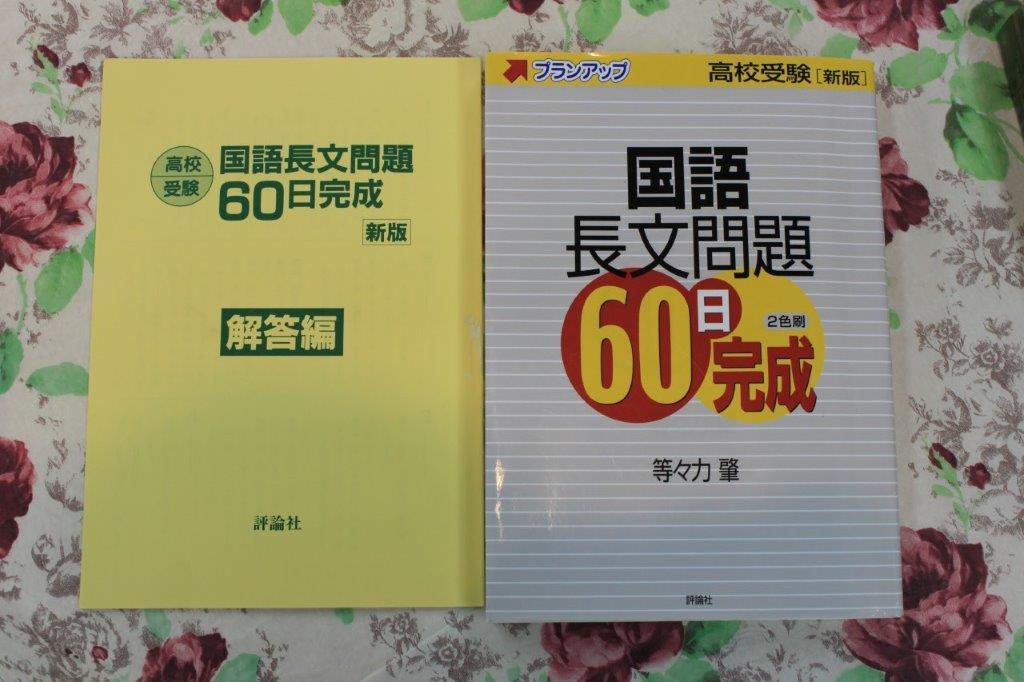 高校
受験
国語長文問題
60日完成
新版
解答編
評論社
プランアップ
高校受験[新版]
国語
長文問題
60日
2色刷
完成
等々力 肇
評論社